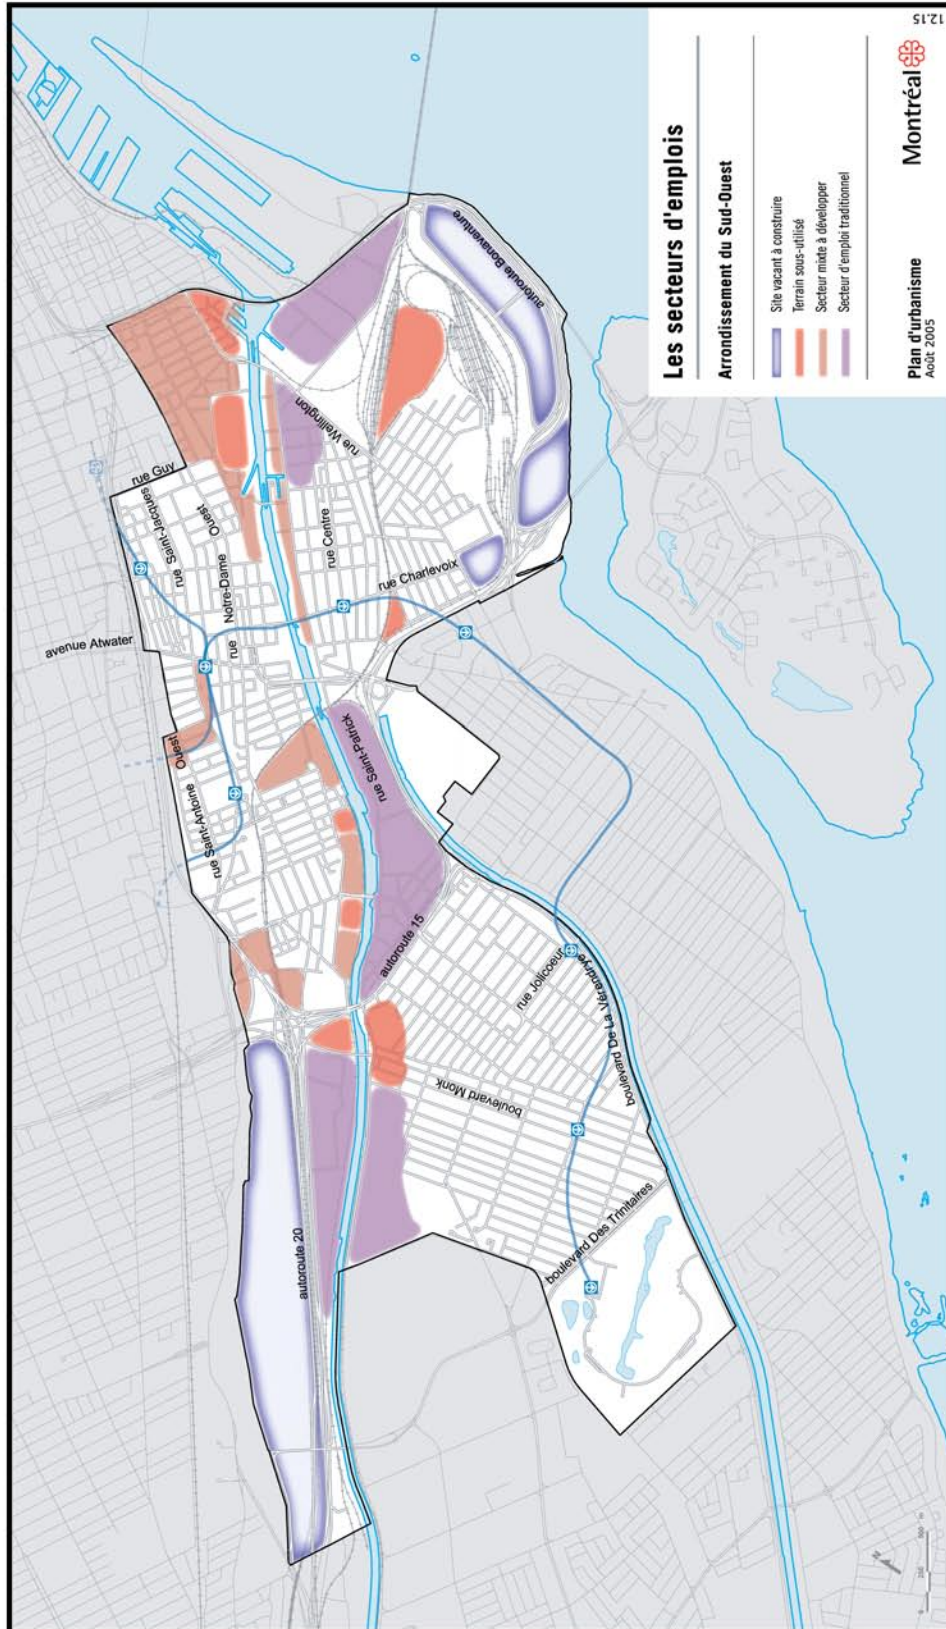 12.15
Les secteurs d'emplois
Arrondissement du Sud-Ouest
Site vacant à construire
Terrain sous-utilisé
Secteur mixte à développer
Secteur d'emploi traditionnel
Plan d'urbanisme
Août 2005
Montréal
autoroute Bonaventure
rue Wellington
rue Guy
rue Saint-Jacques
Ouest
rue Notre-Dame
rue Centre
rue Charlevoix
avenue Atwater
rue Saint-Antoine Ouest
rue Saint-Patrick
autoroute 15
rue Jolicoeur
boulevard De La Vérendrye
boulevard Monk
boulevard Des Trinitaires
autoroute 20
N
0 250 500 m